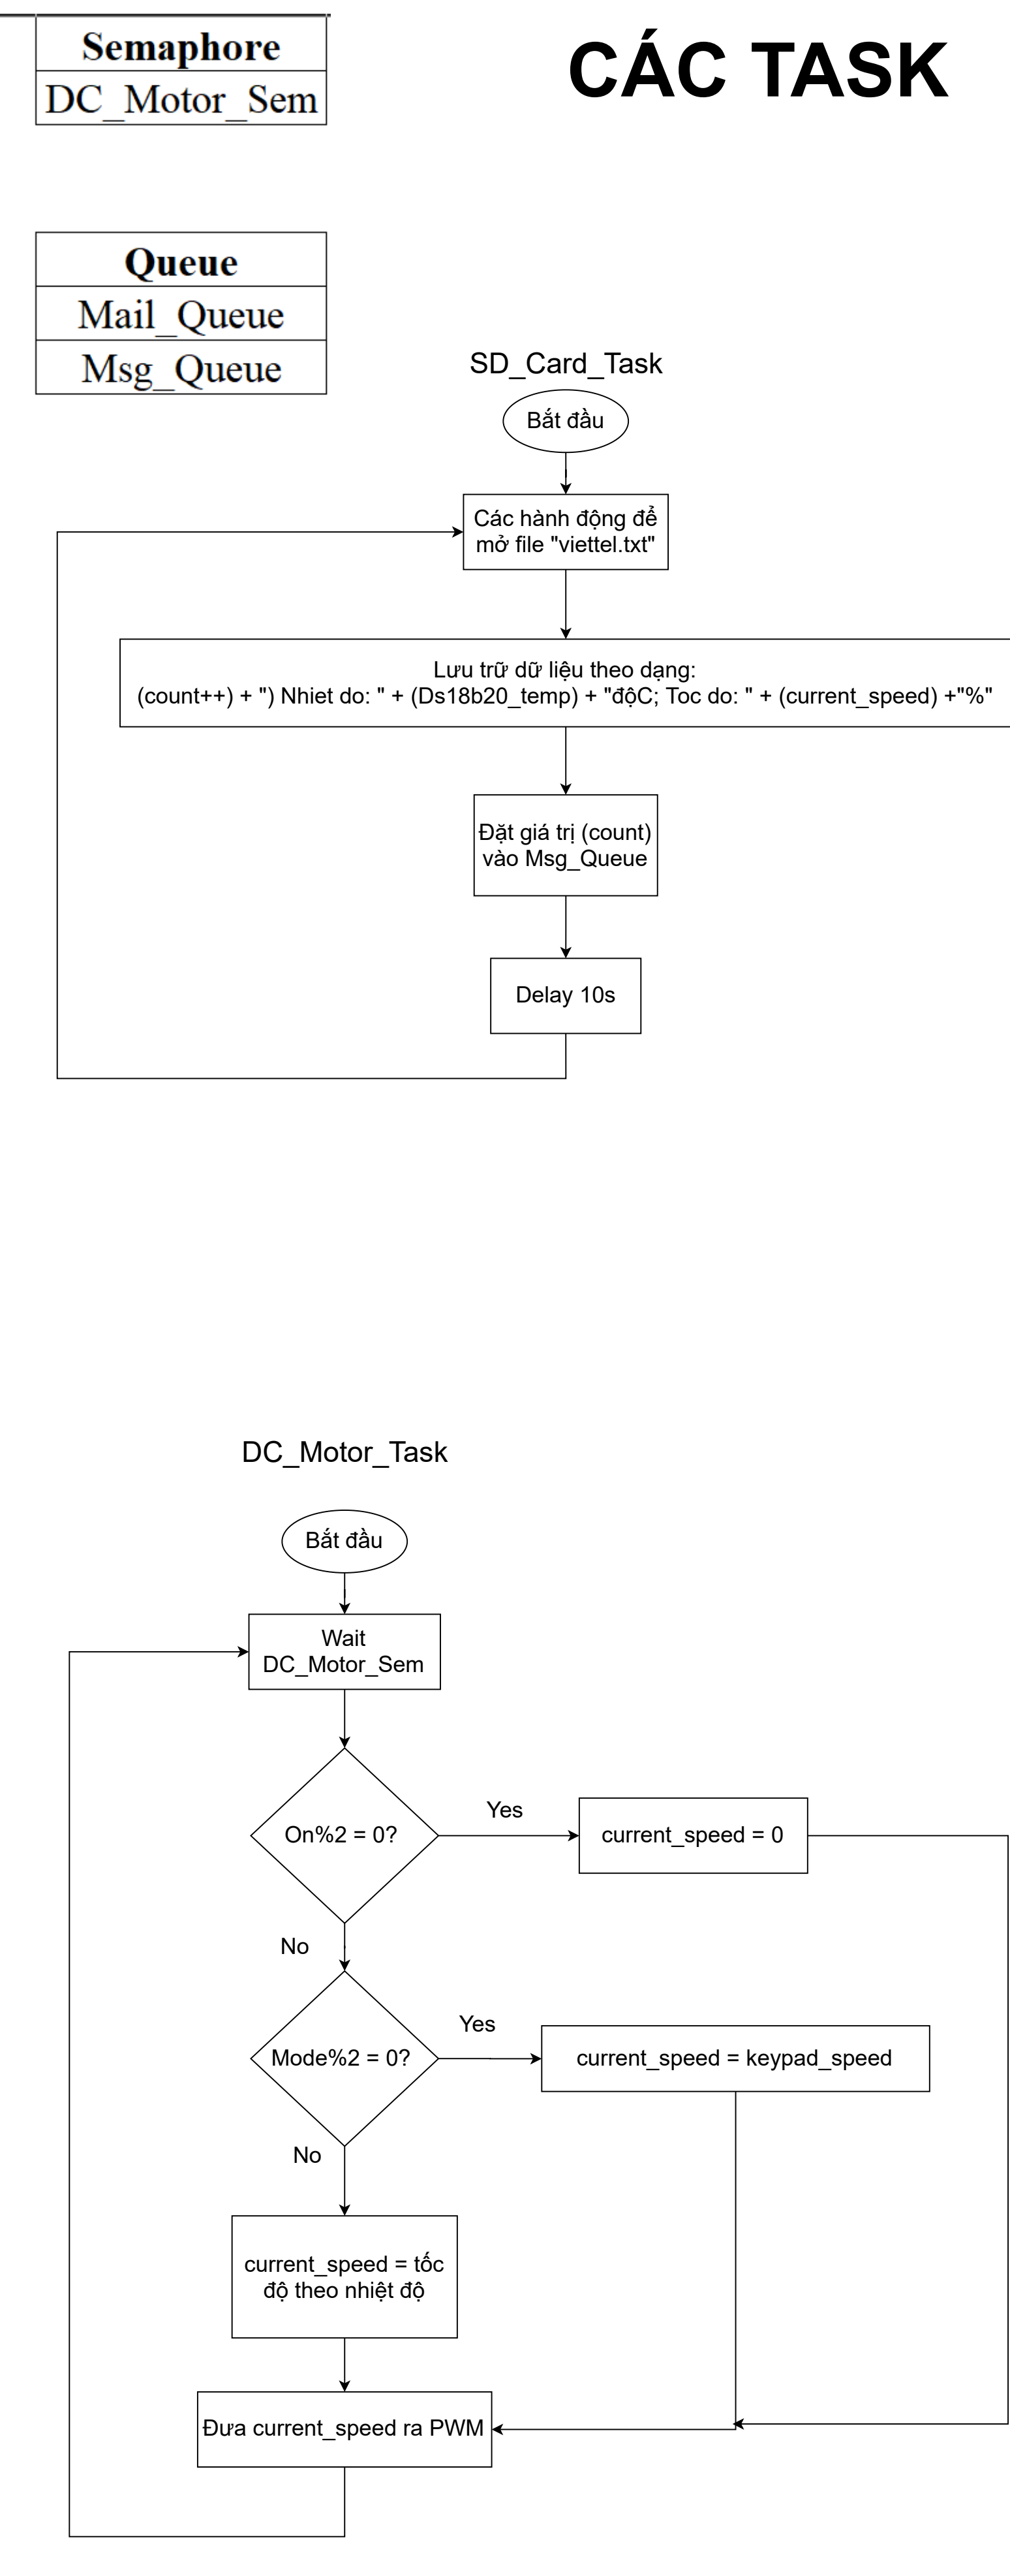 Semaphore
DC_Motor_Sem
CÁC TASK
Queue
Mail_Queue
Msg_Queue
SD_Card_Task
Bắt đầu
Các hành động để
mở file "viettel.txt"
Lưu trữ dữ liệu theo dạng:
(count++) + ") Nhiet do: " + (Ds18b20_temp) + "độC; Toc do: " + (current_speed) +"%"
Đặt giá trị (count)
vào Msg_Queue
Delay 10s
DC_Motor_Task
Bắt đầu
Wait
DC_Motor_Sem
On%2 = 0?
Yes
current_speed = 0
No
Mode%2 = 0?
Yes
current_speed = keypad_speed
No
current_speed = tốc
độ theo nhiệt độ
Đưa current_speed ra PWM